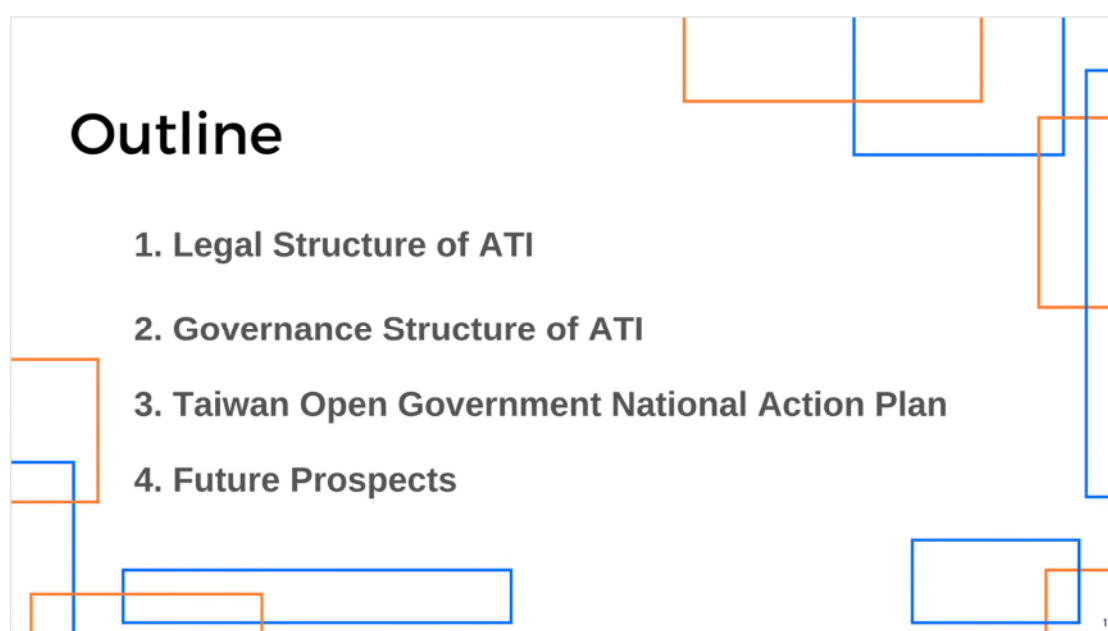 Outline
1. Legal Structure of ATI
2. Governance Structure of ATI
3. Taiwan Open Government National Action Plan
4. Future Prospects
1